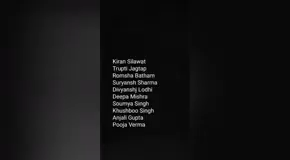 Kiran Silawat
Trupti Jagtap
Romsha Batham
Suryansh Sharma
Divyanshj Lodhi
Deepa Mishra
Soumya Singh
Khushboo Singh
Anjali Gupta
Pooja Verma